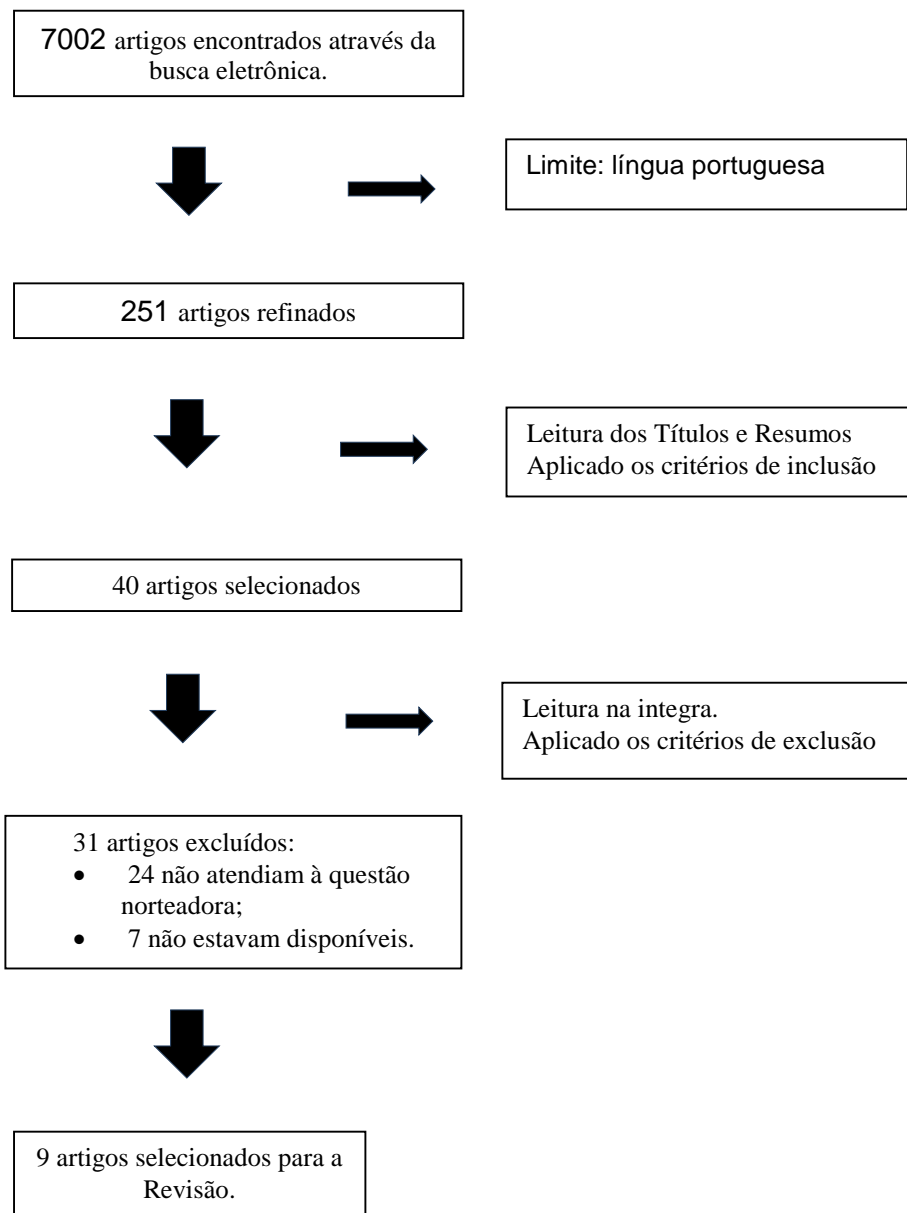 7002 artigos encontrados através da
busca eletrônica.
Limite: língua portuguesa
251 artigos refinados
Leitura dos Títulos e Resumos
Aplicado os critérios de inclusão
40 artigos selecionados
Leitura na integra.
Aplicado os critérios de exclusão
31 artigos excluídos:
• 24 não atendiam à questão
norteadora;
• 7 não estavam disponíveis.
9 artigos selecionados para a
Revisão.